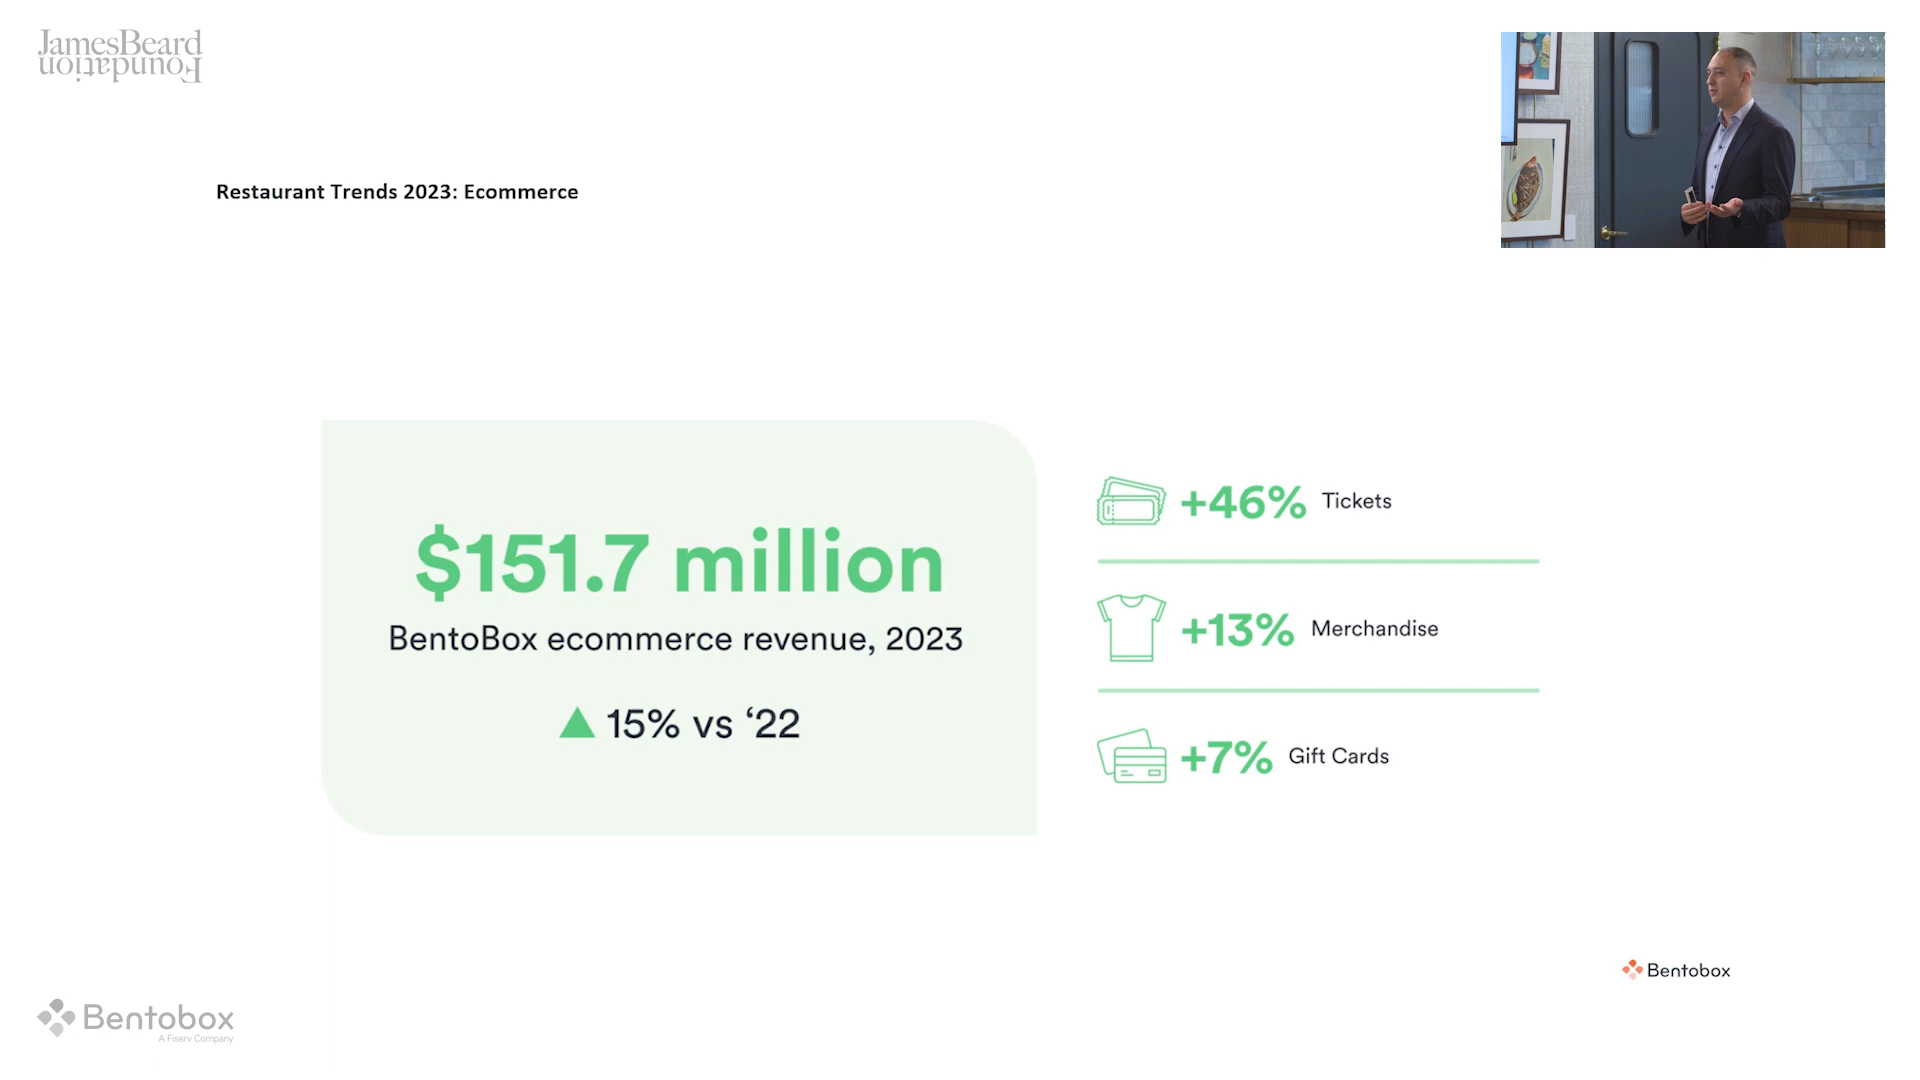 JamesBeard
Foundation
Restaurant Trends 2023: Ecommerce
$151.7 million
BentoBox ecommerce revenue, 2023
15% vs ‘22
+46% Tickets
+13% Merchandise
+7% Gift Cards
Bentobox
Bentobox
A Fiserv Company